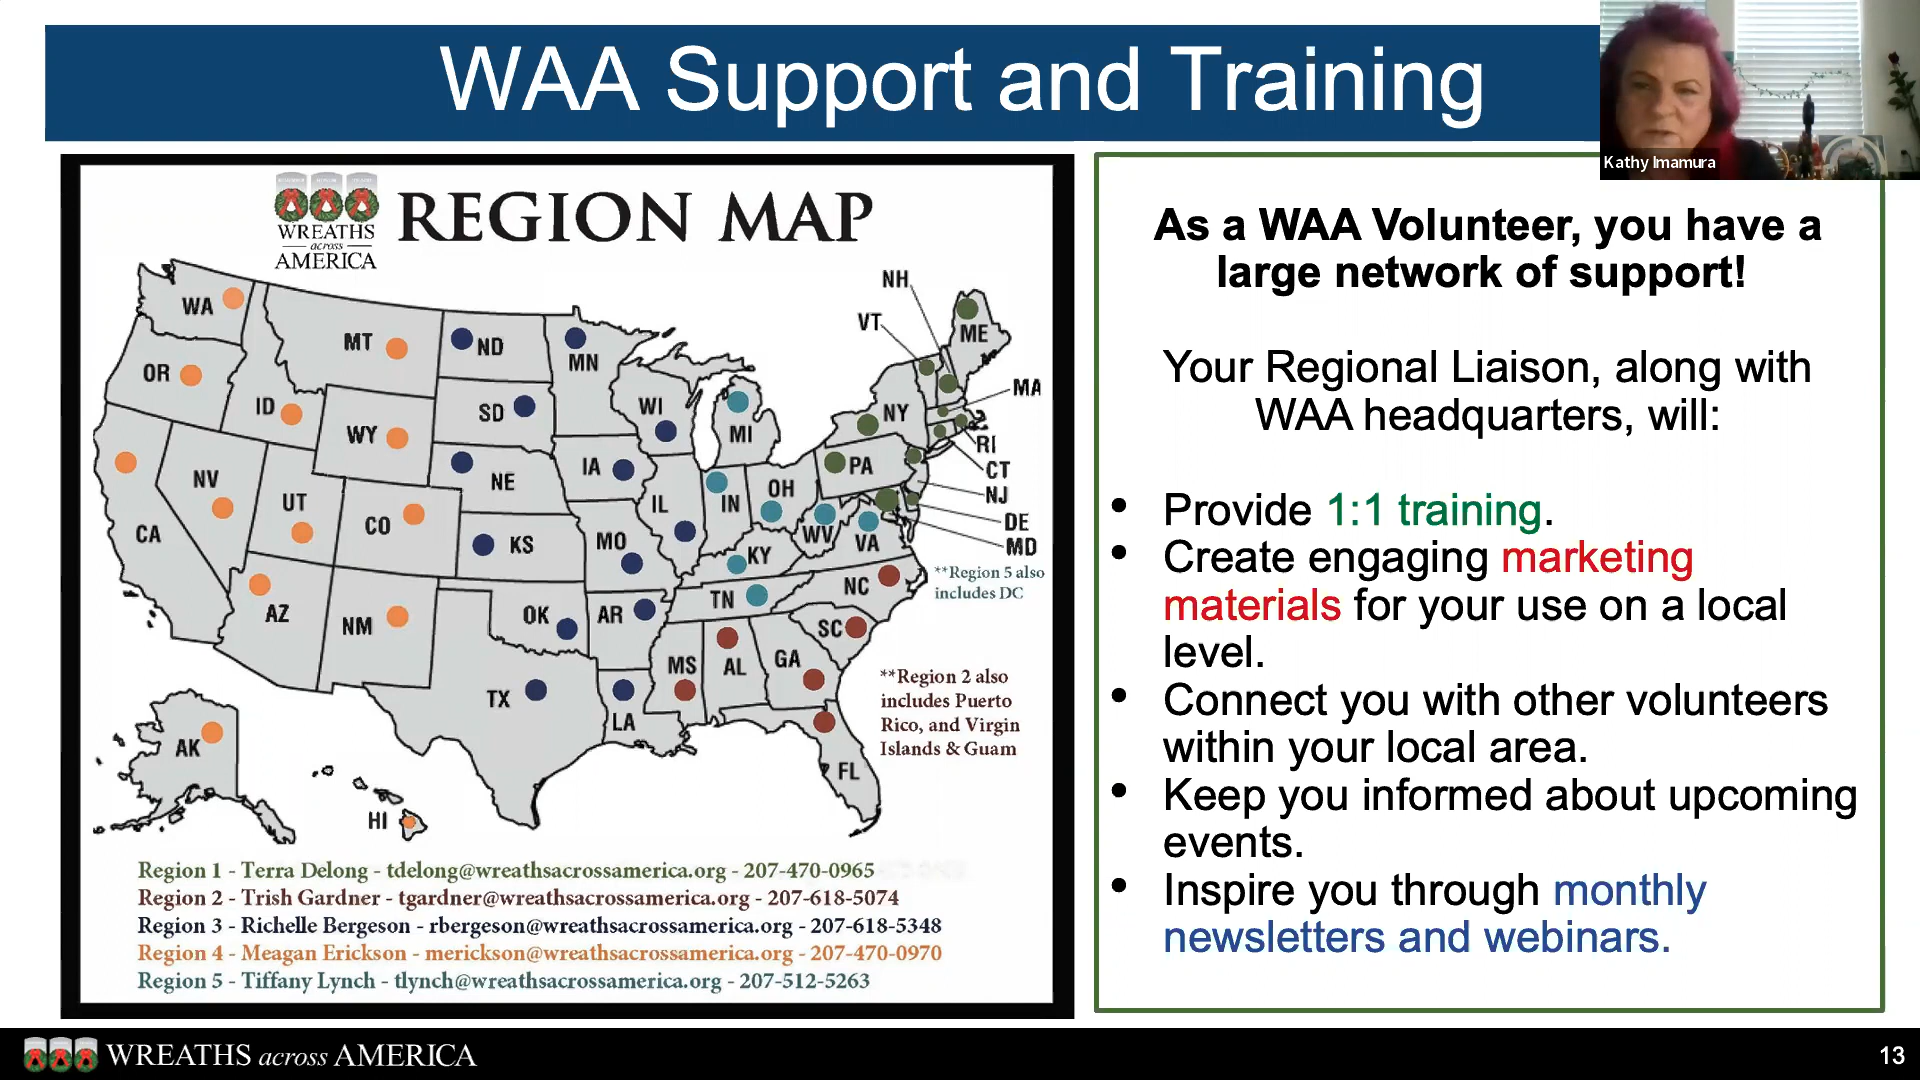 WAA Support and Training
Kathy Imamura
WREATHS
across
AMERICA
REGION MAP
WA
MT
ND
MN
OR
ID
WY
SD
WI
MI
NH
VT
ME
MA
NY
RI
CT
NJ
DE
MD
PA
NV
UT
CO
CA
NE
IA
IL
IN
OH
WV
VA
KS
MO
KY
**Region 5 also
includes DC
AZ
NM
OK
AR
TN
NC
SC
TX
LA
MS
AL
GA
FL
**Region 2 also
includes Puerto
Rico, and Virgin
Islands & Guam
AK
HI
Region 1 - Terra Delong - tdelong@wreathsacrossamerica.org - 207-470-0965
Region 2 - Trish Gardner - tgardner@wreathsacrossamerica.org - 207-618-5074
Region 3 - Richelle Bergeson - rbergeson@wreathsacrossamerica.org - 207-618-5348
Region 4 - Meagan Erickson - merickson@wreathsacrossamerica.org - 207-470-0970
Region 5 - Tiffany Lynch - tlynch@wreathsacrossamerica.org - 207-512-5263
As a WAA Volunteer, you have a
large network of support!
Your Regional Liaison, along with
WAA headquarters, will:
• Provide 1:1 training.
• Create engaging marketing
materials for your use on a local
level.
• Connect you with other volunteers
within your local area.
• Keep you informed about upcoming
events.
• Inspire you through monthly
newsletters and webinars.
WREATHS across AMERICA
13